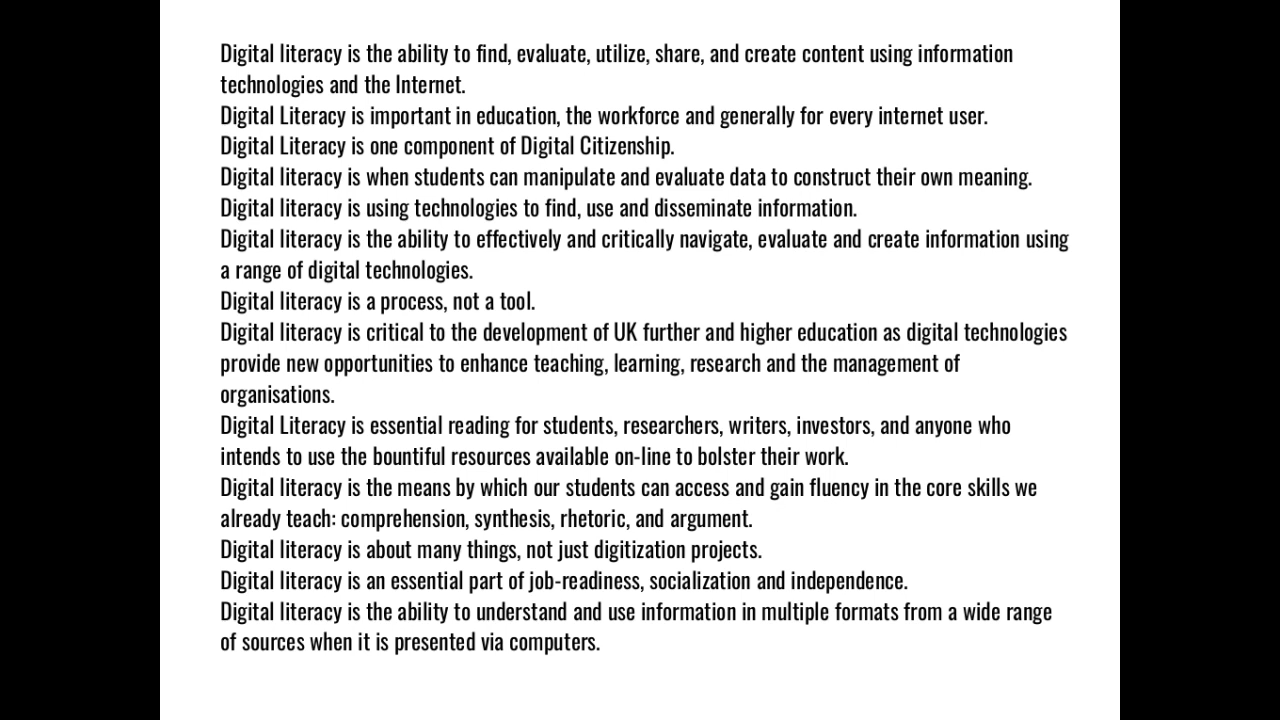 Digital literacy is the ability to find, evaluate, utilize, share, and create content using information
technologies and the Internet.
Digital Literacy is important in education, the workforce and generally for every internet user.
Digital Literacy is one component of Digital Citizenship.
Digital literacy is when students can manipulate and evaluate data to construct their own meaning.
Digital literacy is using technologies to find, use and disseminate information.
Digital literacy is the ability to effectively and critically navigate, evaluate and create information using
a range of digital technologies.
Digital literacy is a process, not a tool.
Digital literacy is critical to the development of UK further and higher education as digital technologies
provide new opportunities to enhance teaching, learning, research and the management of
organisations.
Digital Literacy is essential reading for students, researchers, writers, investors, and anyone who
intends to use the bountiful resources available on-line to bolster their work.
Digital literacy is the means by which our students can access and gain fluency in the core skills we
already teach: comprehension, synthesis, rhetoric, and argument.
Digital literacy is about many things, not just digitization projects.
Digital literacy is an essential part of job-readiness, socialization and independence.
Digital literacy is the ability to understand and use information in multiple formats from a wide range
of sources when it is presented via computers.